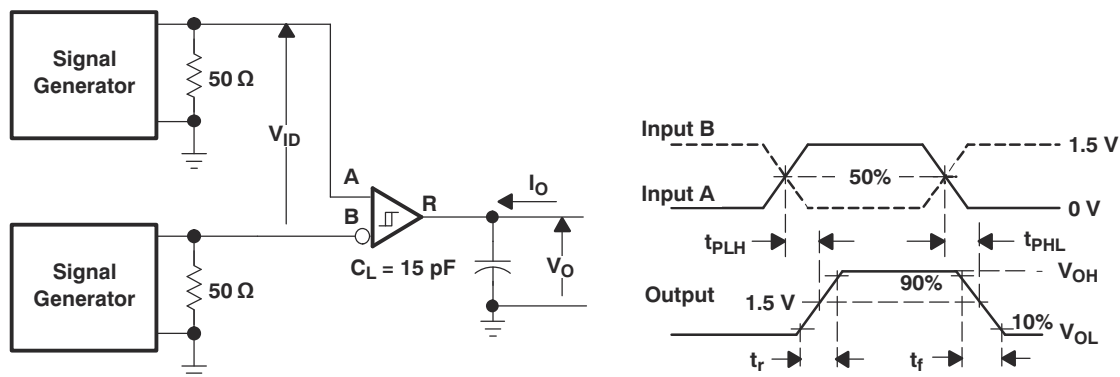 Signal
Generator
50 Ω
V_ID
A
B
R
I_O
C_L = 15 pF
V_O
Signal
Generator
50 Ω
Input B
1.5 V
50%
Input A
0 V
t_PLH
t_PHL
V_OH
90%
Output
1.5 V
10%
V_OL
t_r
t_f